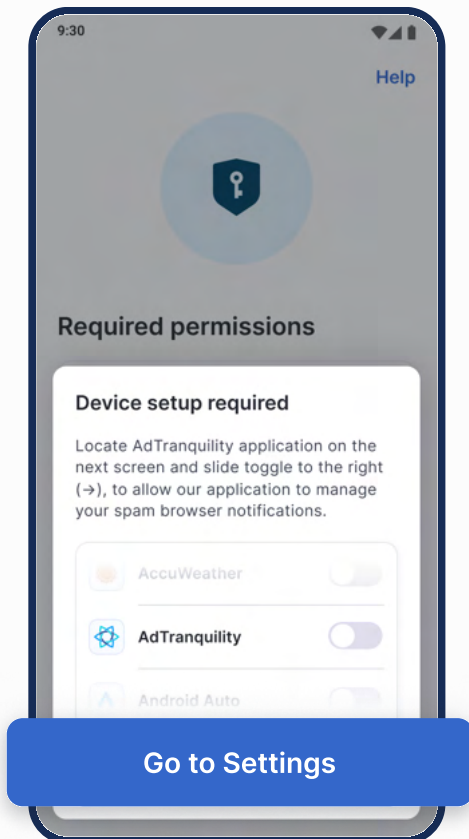 9:30
Help
Required permissions
Device setup required
Locate AdTranquility application on the
next screen and slide toggle to the right
(→), to allow our application to manage
your spam browser notifications.
AccuWeather
AdTranquility
Android Auto
Go to Settings